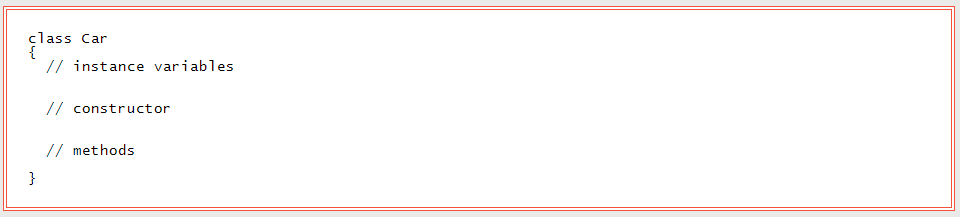 class Car
{
// instance variables
// constructor
// methods
}